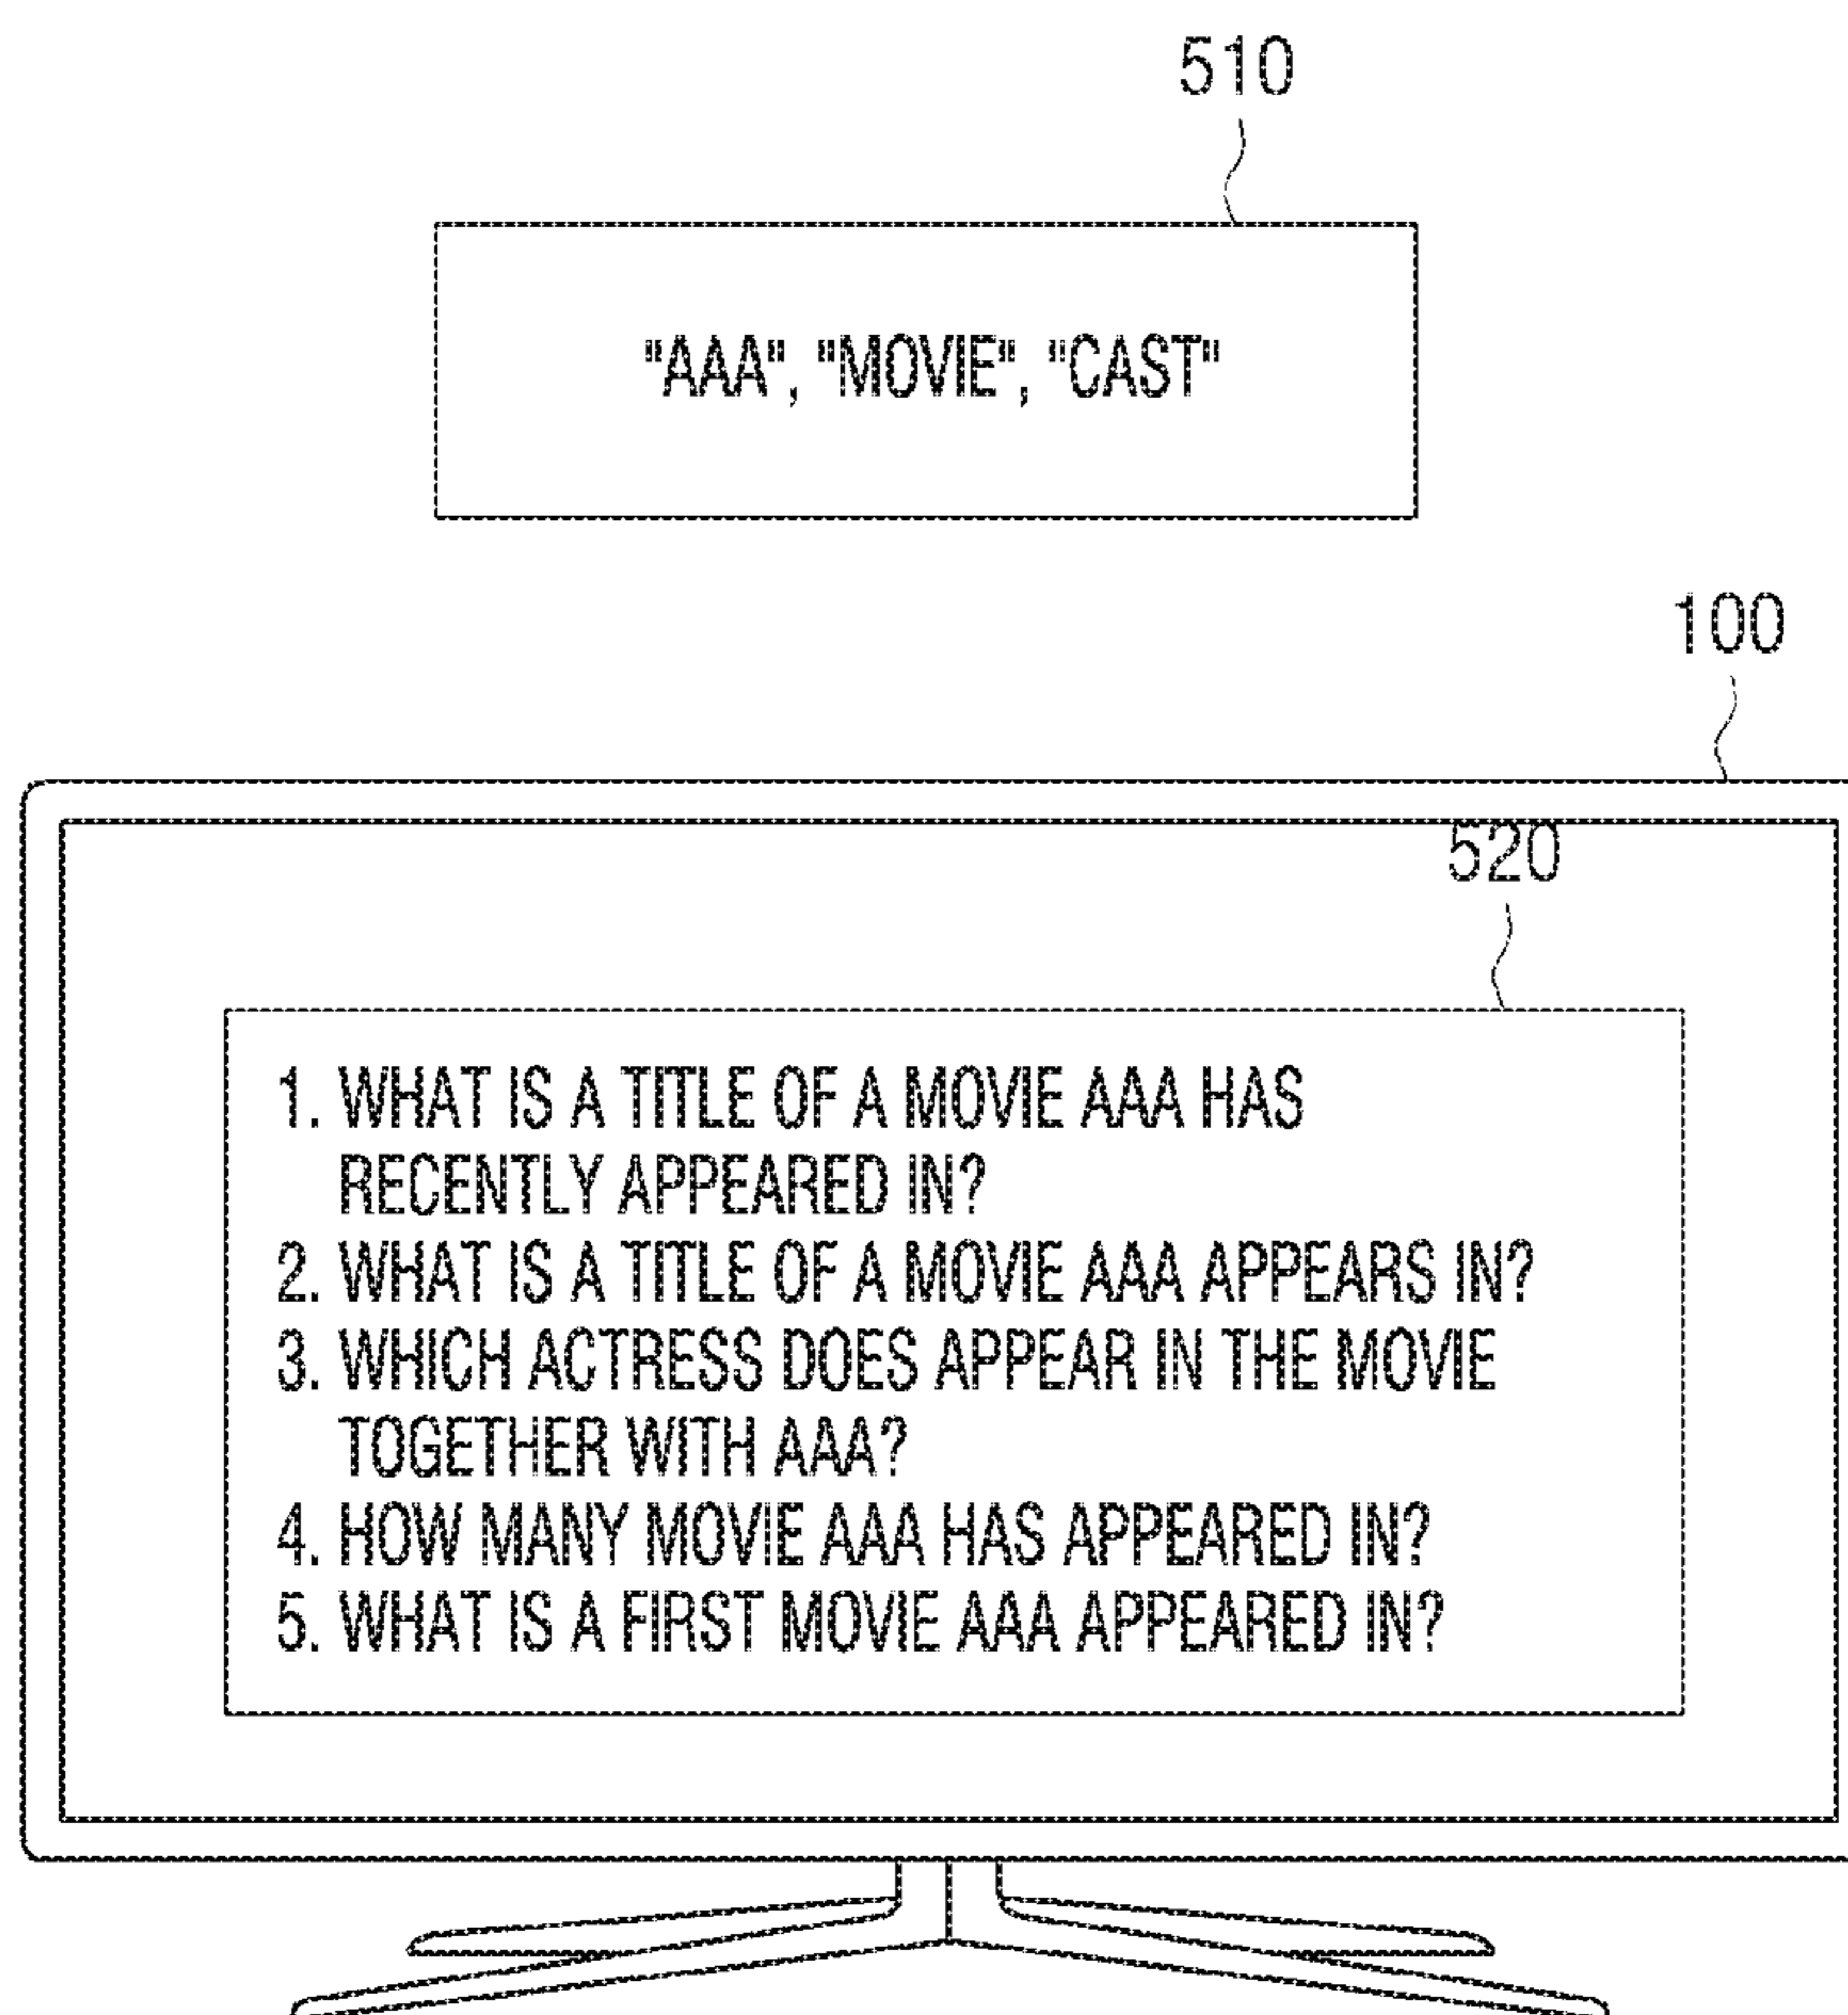 510
"AAA", "MOVIE", "CAST"
100
520
1. WHAT IS A TITLE OF A MOVIE AAA HAS
RECENTLY APPEARED IN?
2. WHAT IS A TITLE OF A MOVIE AAA APPEARS IN?
3. WHICH ACTRESS DOES APPEAR IN THE MOVIE
TOGETHER WITH AAA?
4. HOW MANY MOVIE AAA HAS APPEARED IN?
5. WHAT IS A FIRST MOVIE AAA APPEARED IN?